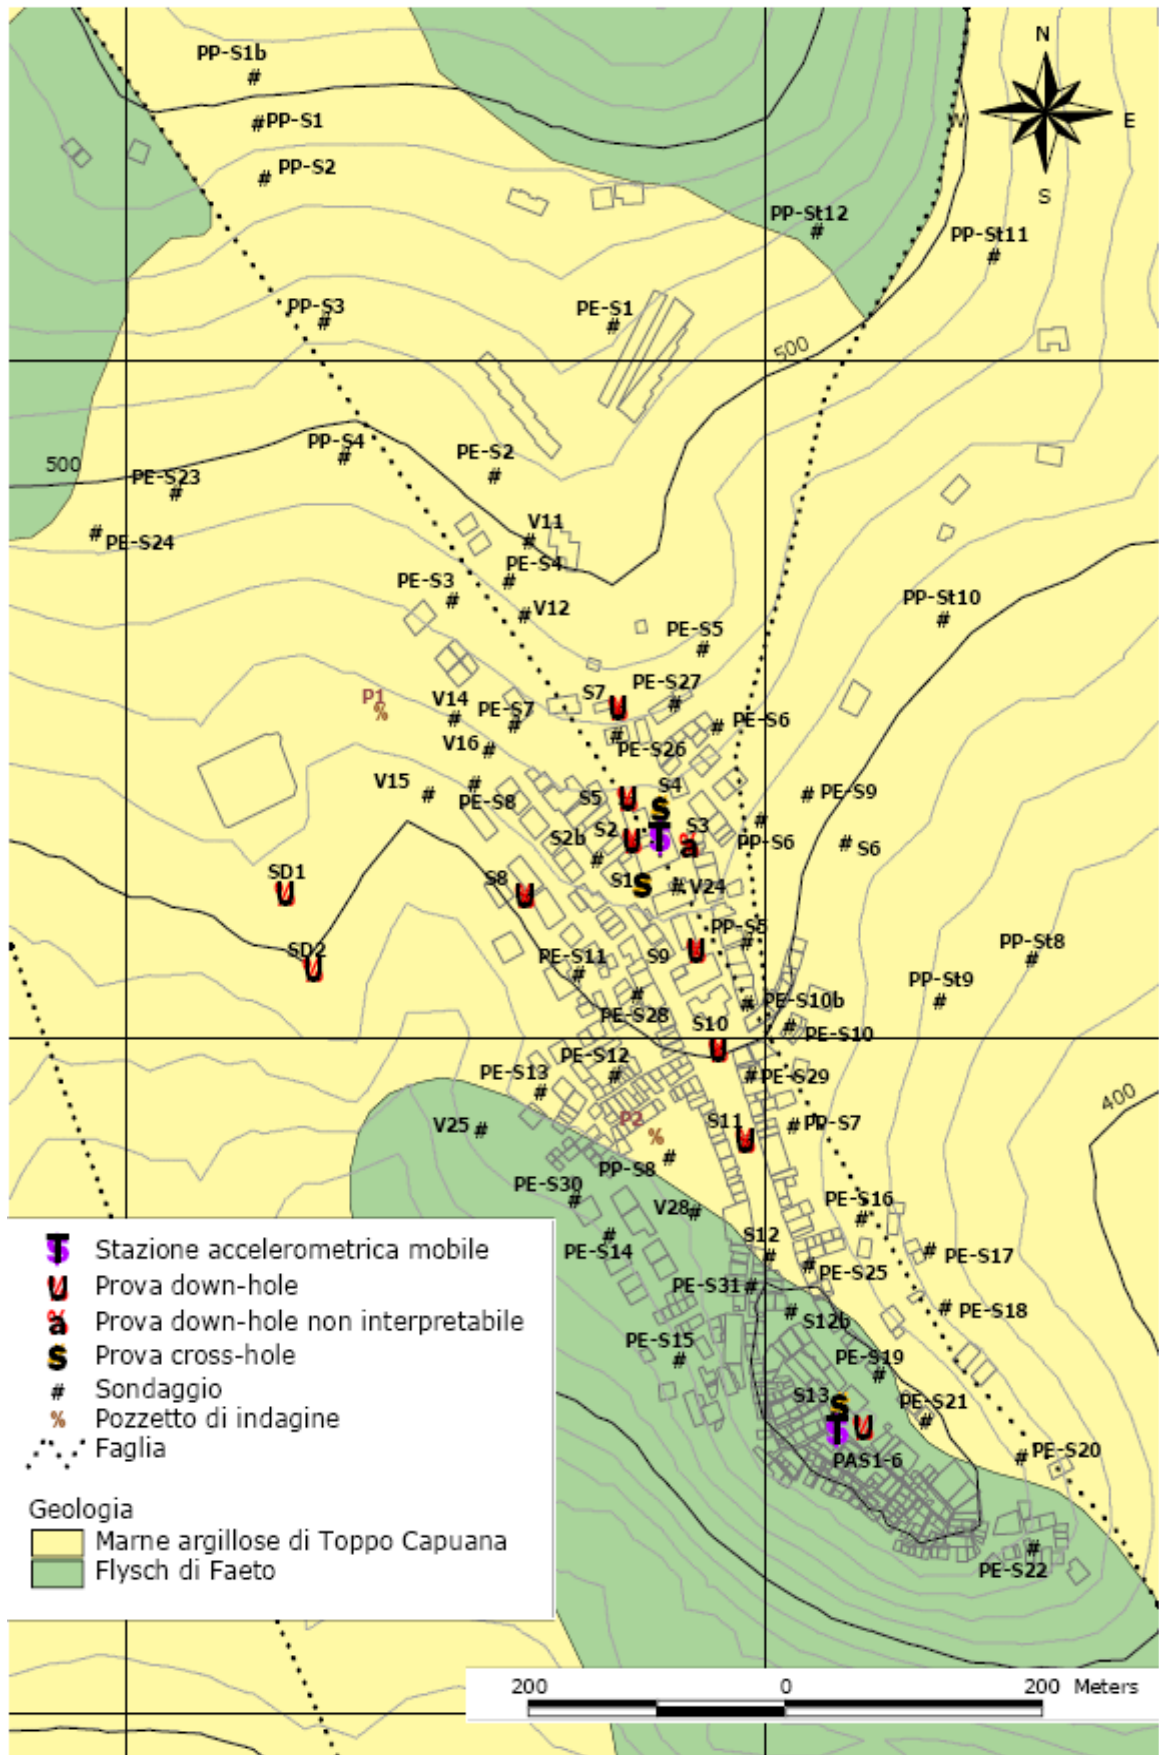 N
PP-S1b
PP-S1
W
E
PP-S2
S
PP-St12
PP-St11
PP-S3
PE-S1
500
PP-S4
PE-S2
500
PE-S23
V11
PE-S24
PE-S4
PE-S3
V12
PP-St10
PE-S5
S7
PE-S27
P1
V14
PE-S7
PE-S6
V16
PE-S26
V15
S4
PE-S9
PE-S8
S5
S2
S3
S2b
PP-S6
S6
SD1
S8
S1
V24
PP-S5
SD2
PE-S11
S9
PP-St8
PP-St9
PE-S28
PE-S10b
S10
PE-S10
PE-S12
PE-S13
PE-S29
400
V25
P2
S11
PP-S7
PP-S8
PE-S30
V28
PE-S16
PE-S14
S12
PE-S17
PE-S25
PE-S31
PE-S18
S12b
PE-S15
PE-S19
S13
PE-S21
PAS1-6
PE-S20
PE-S22
Stazione accelerometrica mobile
Prova down-hole
Prova down-hole non interpretabile
Prova cross-hole
Sondaggio
Pozzetto di indagine
Faglia
Geologia
Marne argillose di Toppo Capuana
Flysch di Faeto
200 0 200 Meters